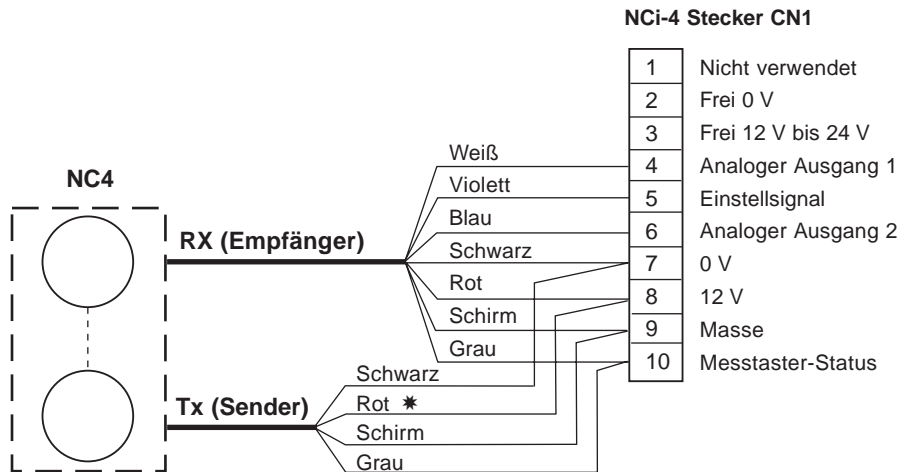 NCi-4 Stecker CN1
1 Nicht verwendet
2 Frei 0 V
3 Frei 12 V bis 24 V
4 Analoger Ausgang 1
5 Einstellsignal
6 Analoger Ausgang 2
7 0 V
8 12 V
9 Masse
10 Messtaster-Status
NC4
RX (Empfänger)
Weiß
Violett
Blau
Schwarz
Rot
Schirm
Grau
Tx (Sender)
Schwarz
Rot ✷
Schirm
Grau